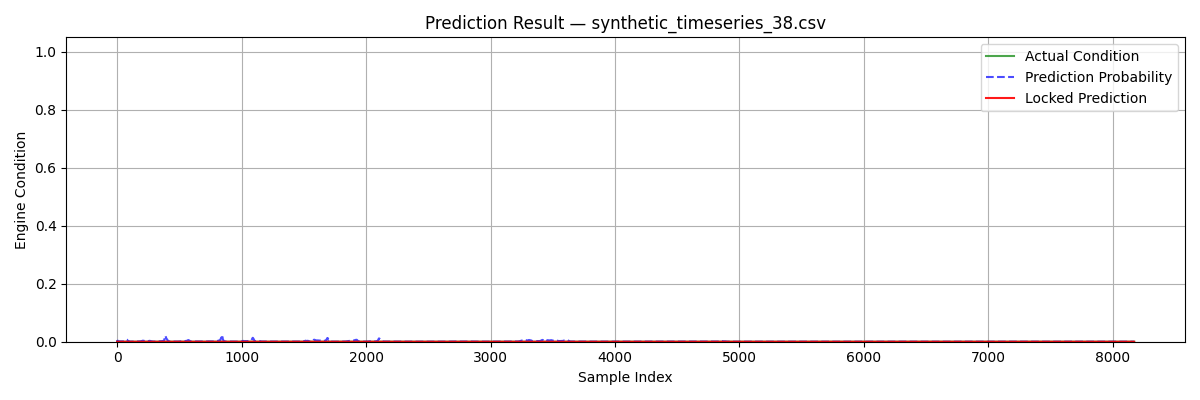 Prediction Result — synthetic_timeseries_38.csv
Engine Condition
1.0
0.8
0.6
0.4
0.2
0.0
Actual Condition
Prediction Probability
Locked Prediction
0 1000 2000 3000 4000 5000 6000 7000 8000
Sample Index